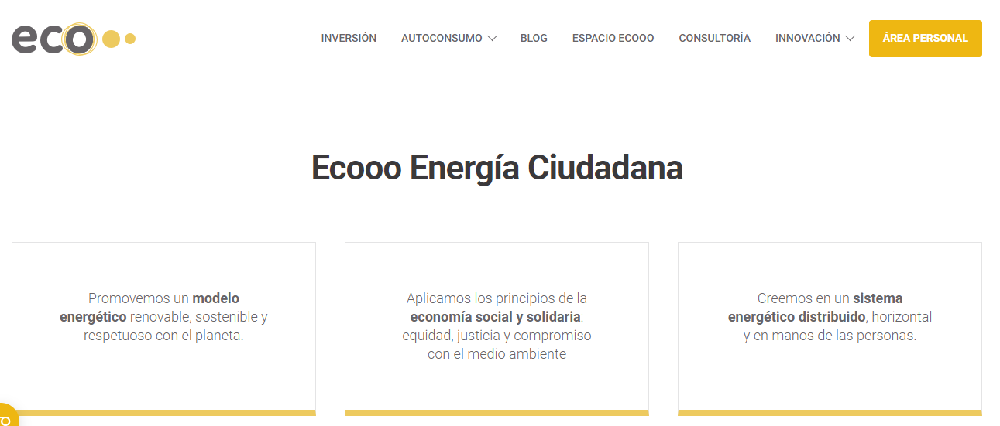 eco
INVERSIÓN AUTOCONSUMO BLOG ESPACIO ECOOO CONSULTORÍA INNOVACIÓN ÁREA PERSONAL
Ecooo Energía Ciudadana
Promovemos un modelo
energético renovable, sostenible y
respetuoso con el planeta.
Aplicamos los principios de la
economía social y solidaria:
equidad, justicia y compromiso
con el medio ambiente
Creemos en un sistema
energético distribuido, horizontal
y en manos de las personas.